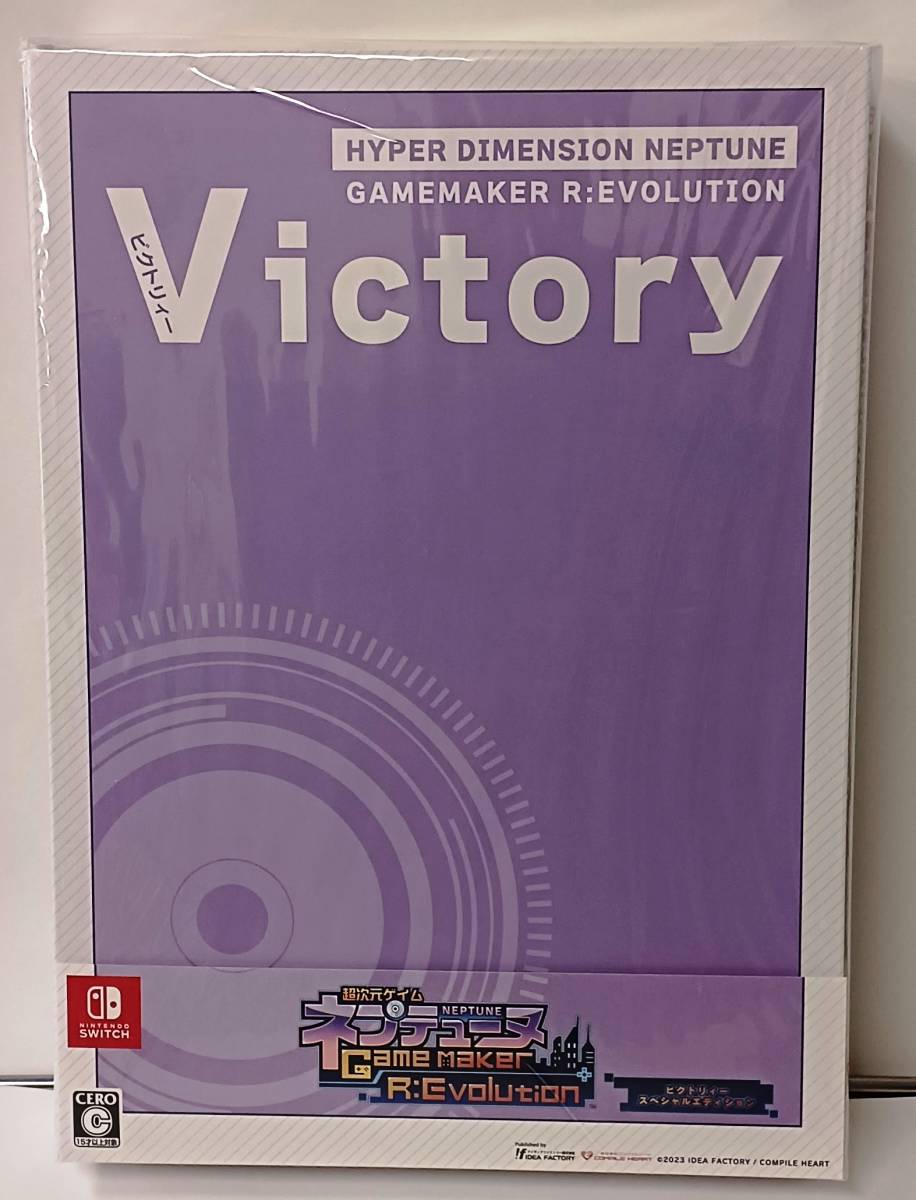 HYPER DIMENSION NEPTUNE
GAMEMAKER R:EVOLUTION
Victory
ビクトリィー
NINTENDO
SWITCH
超次元ゲイム
NEPTUNE
ネプテューヌ
Game Maker
R:Evolution
ビクトリィー
スペシャルエディション
CERO
C
15才以上対象
Published by
IDEA FACTORY
COMPILE HEART
©2023 IDEA FACTORY / COMPILE HEART